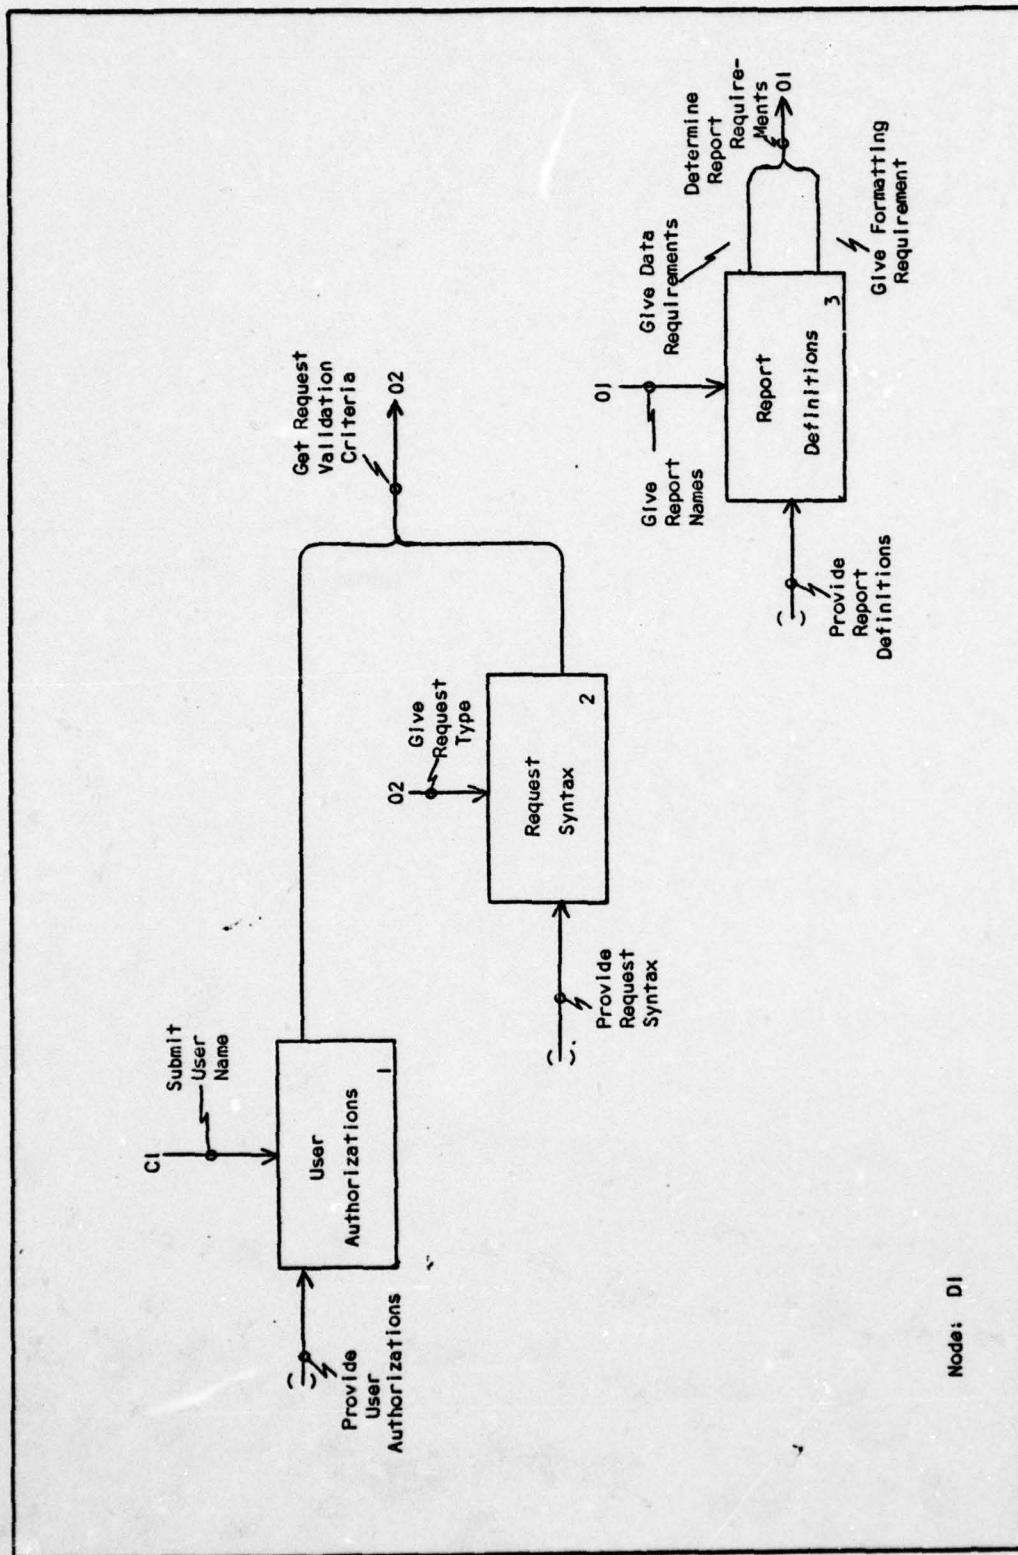 C1
Submit
User
Name
User
Authorizations
1
Provide
User
Authorizations
Get Request
Validation
Criteria
O2
O2
Give
Request
Type
Request
Syntax
2
Provide
Request
Syntax
O1
Give
Report
Names
Give Data
Requirements
Determine
Report
Require-
Ments
O1
Report
Definitions
3
Give Formatting
Requirement
Provide
Report
Definitions
Node: D1